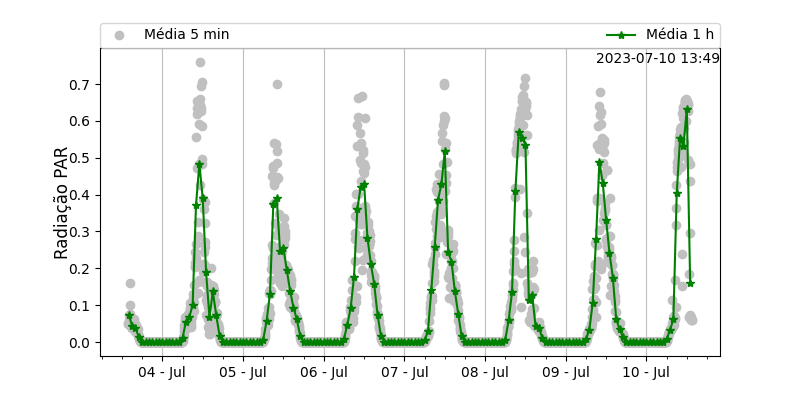 Média 5 min
Média 1 h
2023-07-10 13:49
Radiação PAR
0.7
0.6
0.5
0.4
0.3
0.2
0.1
0.0
04 - Jul
05 - Jul
06 - Jul
07 - Jul
08 - Jul
09 - Jul
10 - Jul